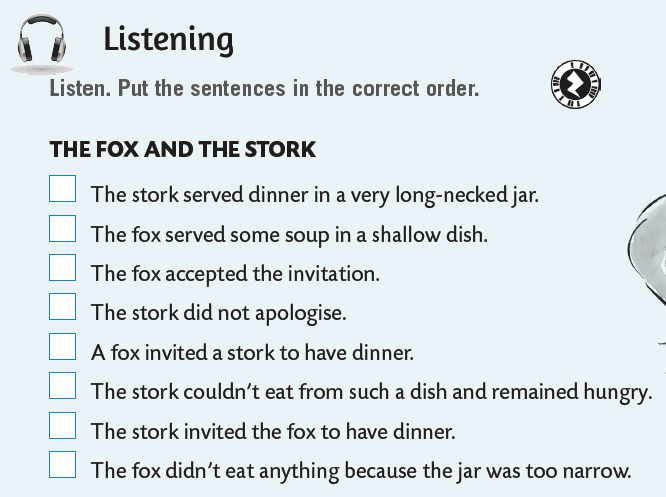 Listening
Listen. Put the sentences in the correct order.
THE FOX AND THE STORK
The stork served dinner in a very long-necked jar.
The fox served some soup in a shallow dish.
The fox accepted the invitation.
The stork did not apologise.
A fox invited a stork to have dinner.
The stork couldn't eat from such a dish and remained hungry.
The stork invited the fox to have dinner.
The fox didn't eat anything because the jar was too narrow.